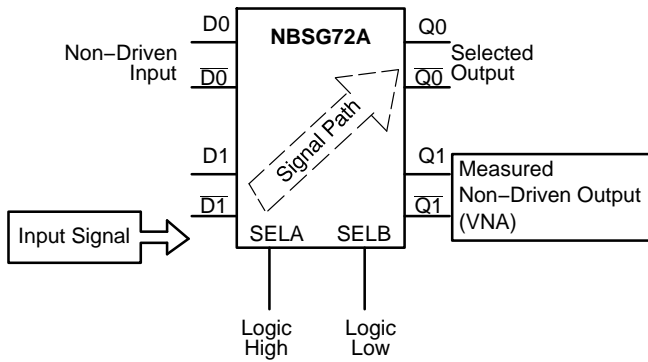 D0
NBSG72A
Q0
Non−Driven
Input
Selected
Output
D0
Q0
Signal Path
D1
Q1
Measured
Non−Driven Output
(VNA)
D1
Q1
Input Signal
SELA
SELB
Logic
High
Logic
Low